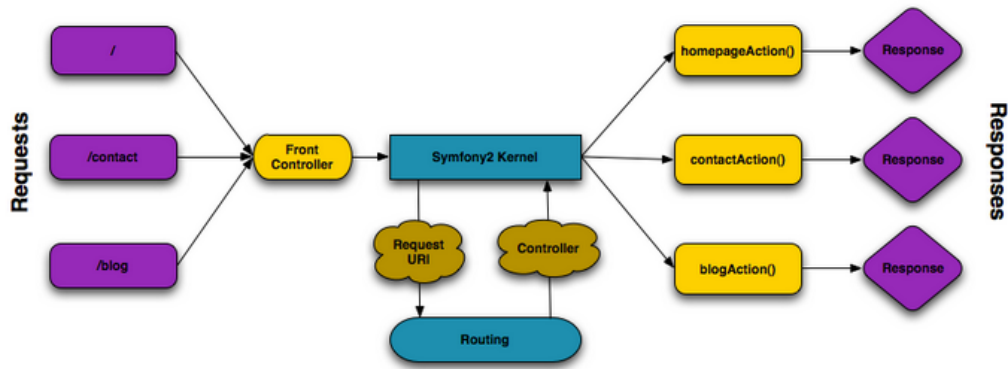 Requests
/
/contact
/blog
Front
Controller
Symfony2 Kernel
Request
URI
Controller
Routing
homepageAction()
contactAction()
blogAction()
Response
Response
Response
Responses